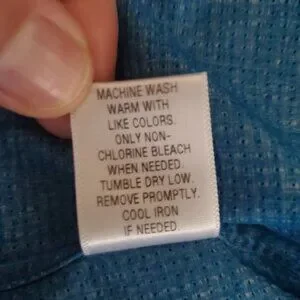 MACHINE WASH
WARM WITH
LIKE COLORS.
ONLY NON-
CHLORINE BLEACH
WHEN NEEDED.
TUMBLE DRY LOW.
REMOVE PROMPTLY.
COOL IRON
IF NEEDED.